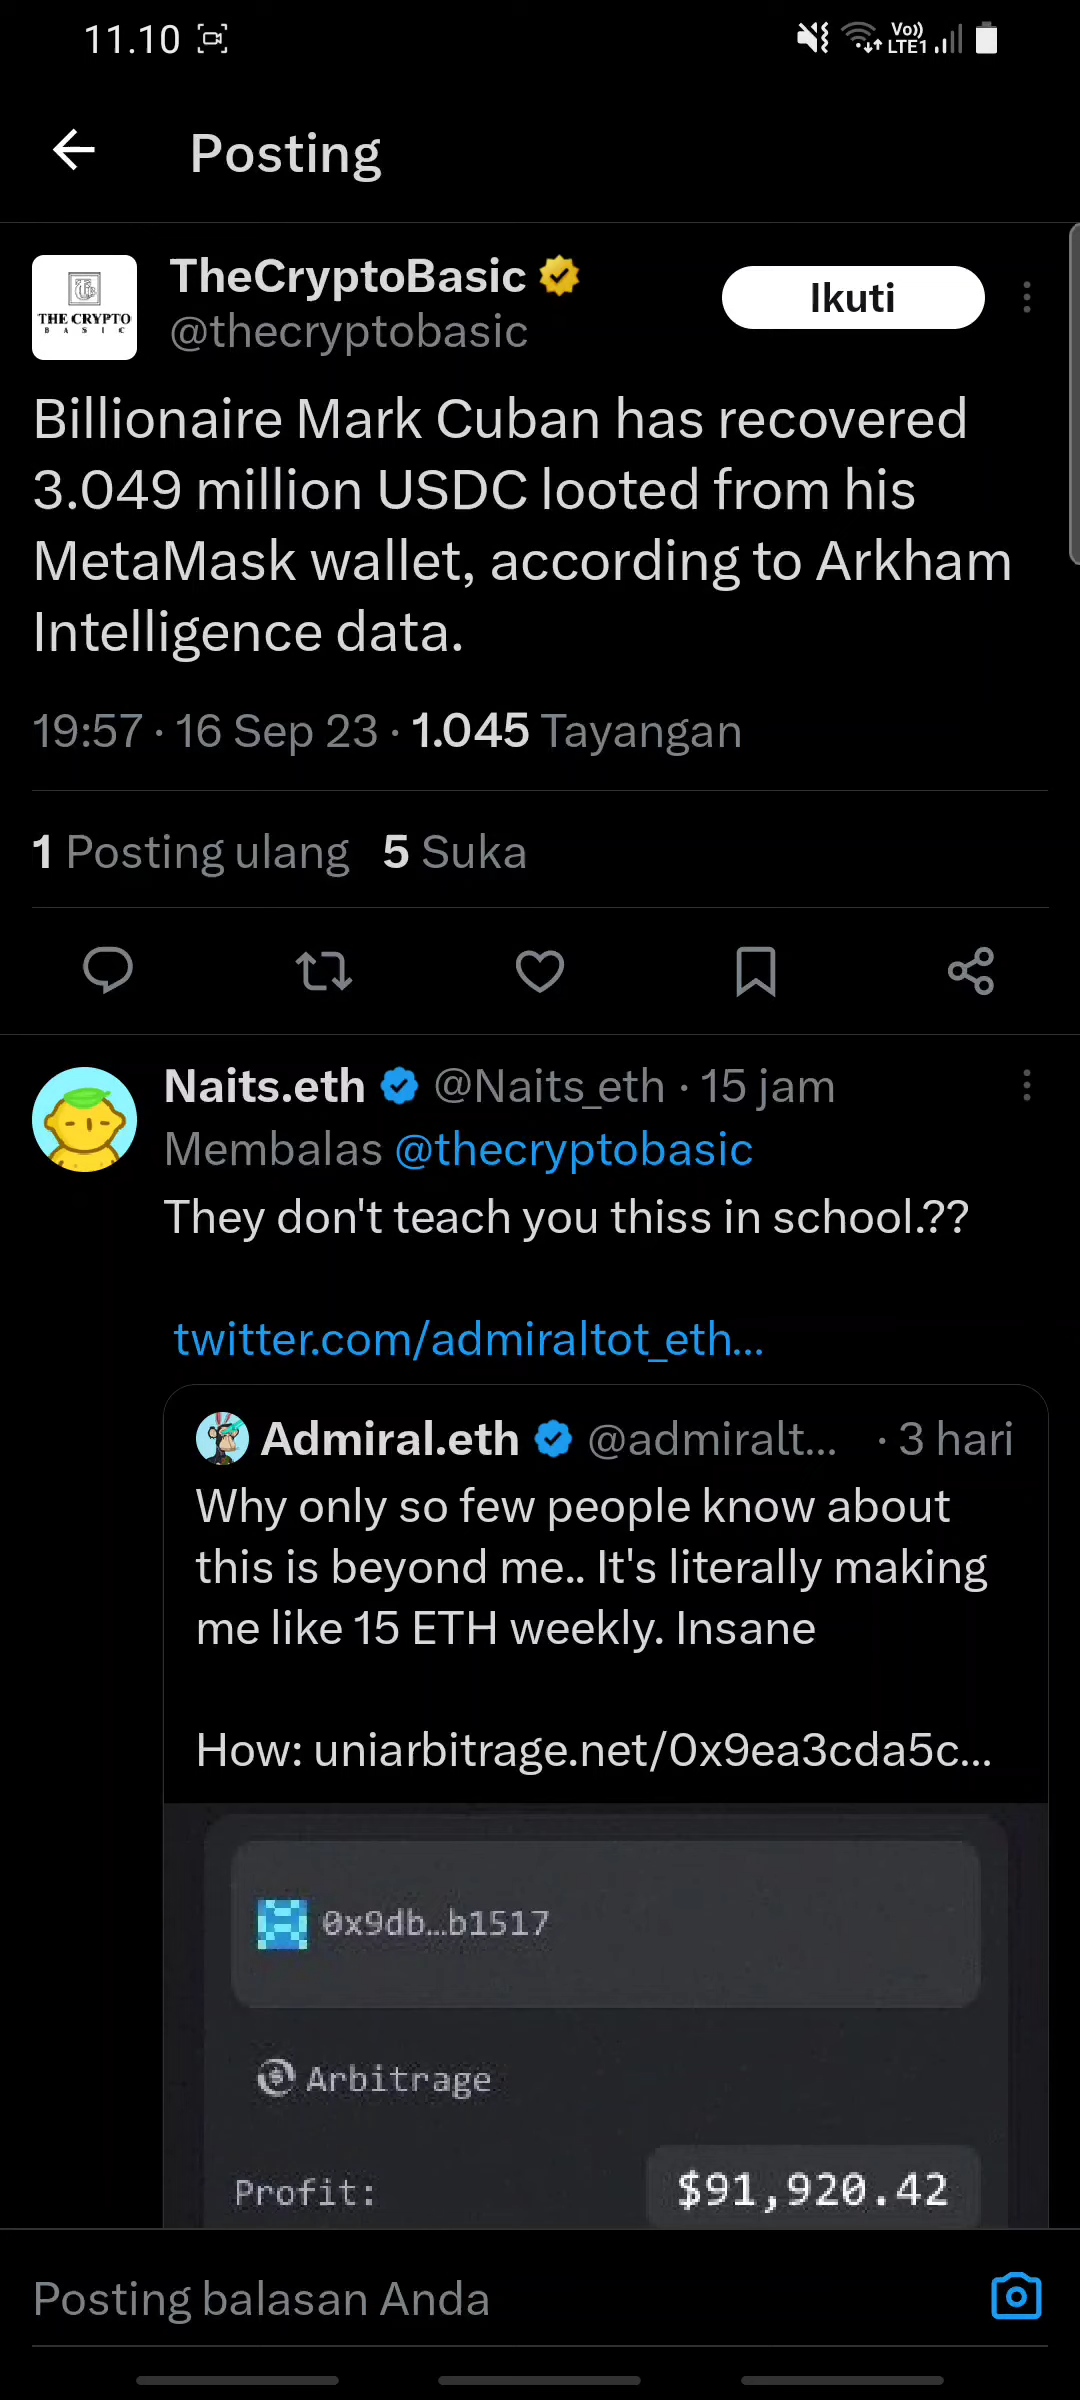 11.10
Vo))
LTE1
Posting
THE CRYPTO
BASIC
TheCryptoBasic
@thecryptobasic
Ikuti
Billionaire Mark Cuban has recovered
3.049 million USDC looted from his
MetaMask wallet, according to Arkham
Intelligence data.
19:57 · 16 Sep 23 · 1.045 Tayangan
1 Posting ulang 5 Suka
Naits.eth @Naits_eth · 15 jam
Membalas @thecryptobasic
They don't teach you thiss in school.??
twitter.com/admiraltot_eth...
Admiral.eth @admiralt... · 3 hari
Why only so few people know about
this is beyond me.. It's literally making
me like 15 ETH weekly. Insane
How: uniarbitrage.net/0x9ea3cda5c...
0x9db...b1517
Arbitrage
Profit: $91,920.42
Posting balasan Anda